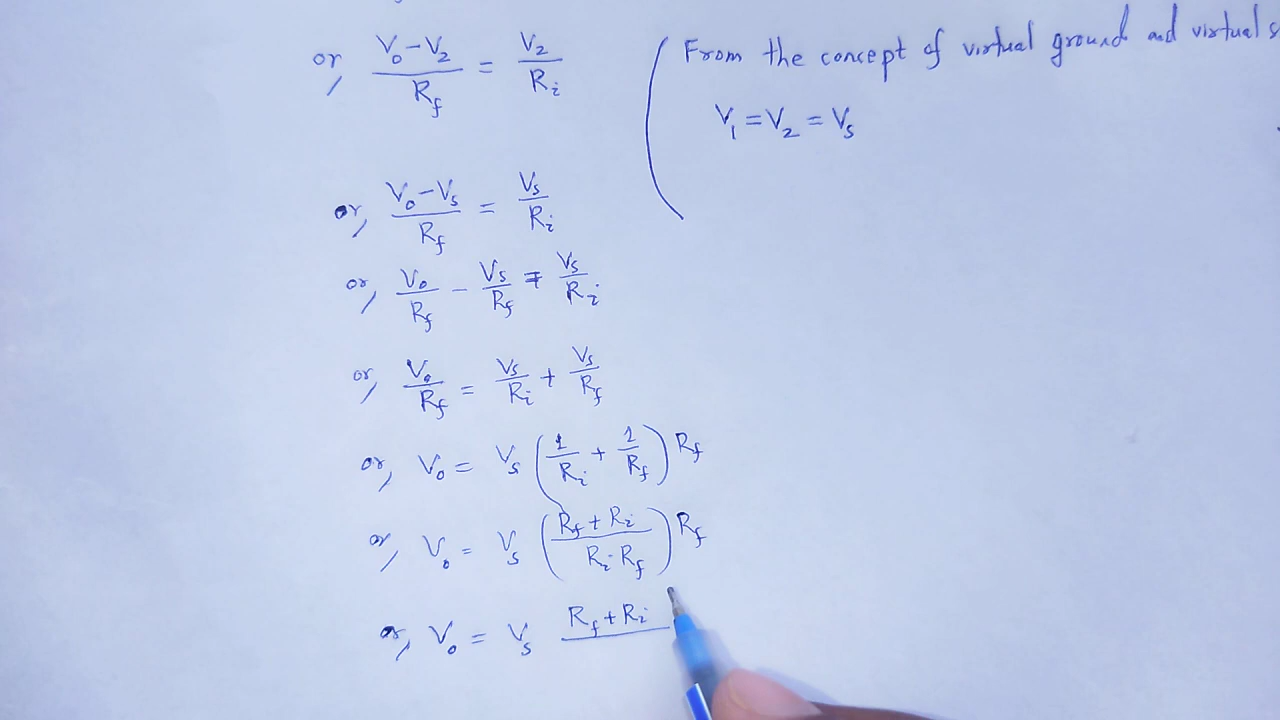 or, (V₀ - V₂)/R_f = V₂/R_i
From the concept of virtual ground and virtual s
V₁ = V₂ = V_s
or, (V₀ - V_s)/R_f = V_s/R_i
or, V₀/R_f - V_s/R_f = V_s/R_i
or, V₀/R_f = V_s/R_i + V_s/R_f
or, V₀ = V_s (1/R_i + 1/R_f) R_f
or, V₀ = V_s ((R_f + R_i)/(R_i R_f)) R_f
or, V₀ = V_s R_f + R_i